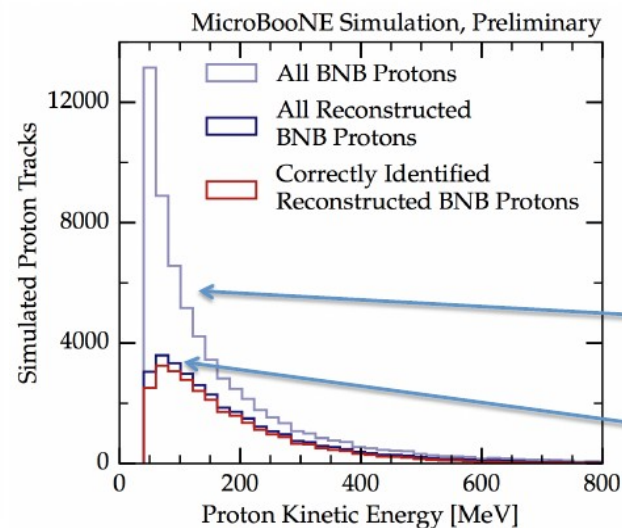 MicroBooNE Simulation, Preliminary
All BNB Protons
All Reconstructed
BNB Protons
Correctly Identified
Reconstructed BNB Protons
Simulated Proton Tracks
12000
8000
4000
0
0
200
400
600
800
Proton Kinetic Energy [MeV]